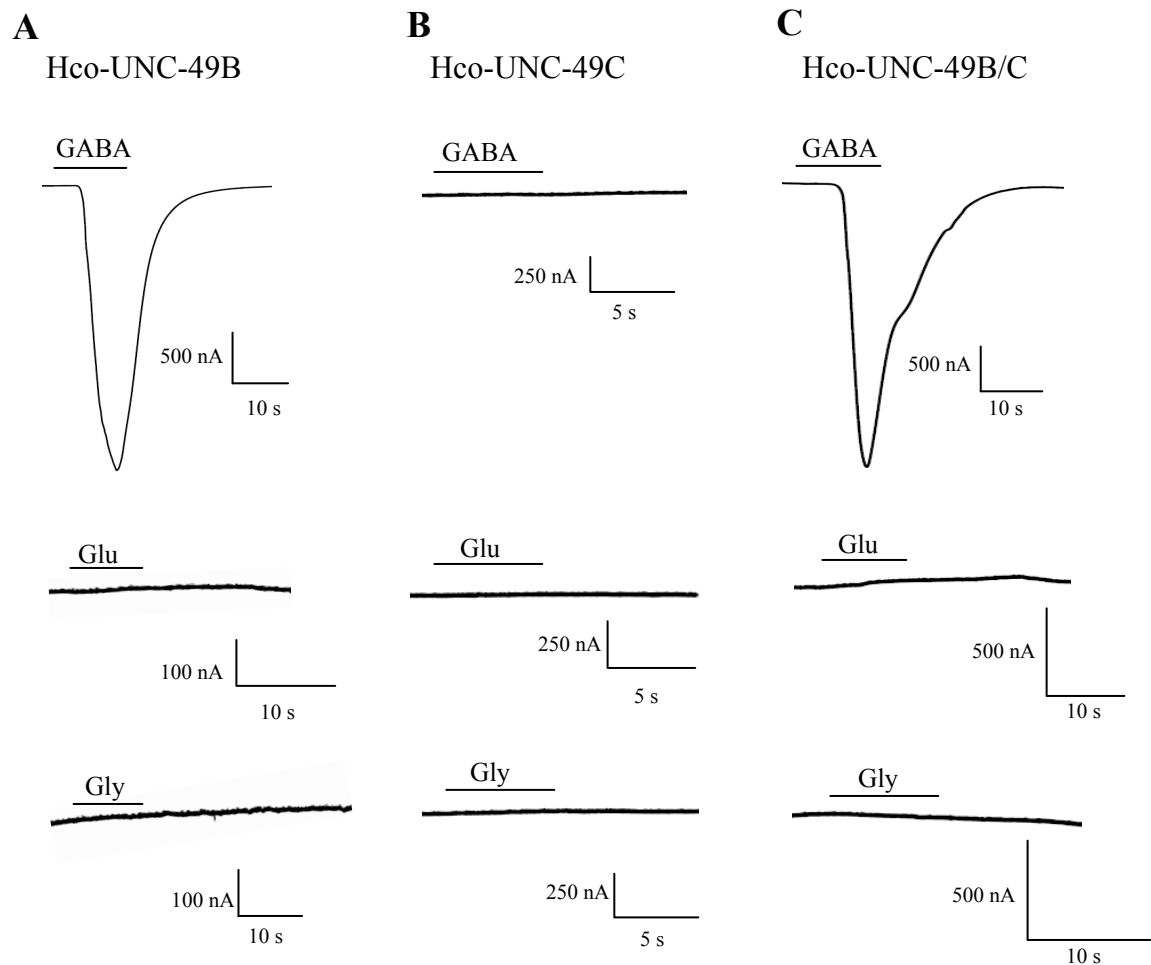 A
Hco-UNC-49B
GABA
500 nA
10 s
Glu
100 nA
10 s
Gly
100 nA
10 s
B
Hco-UNC-49C
GABA
250 nA
5 s
Glu
250 nA
5 s
Gly
250 nA
5 s
C
Hco-UNC-49B/C
GABA
500 nA
10 s
Glu
500 nA
10 s
Gly
500 nA
10 s